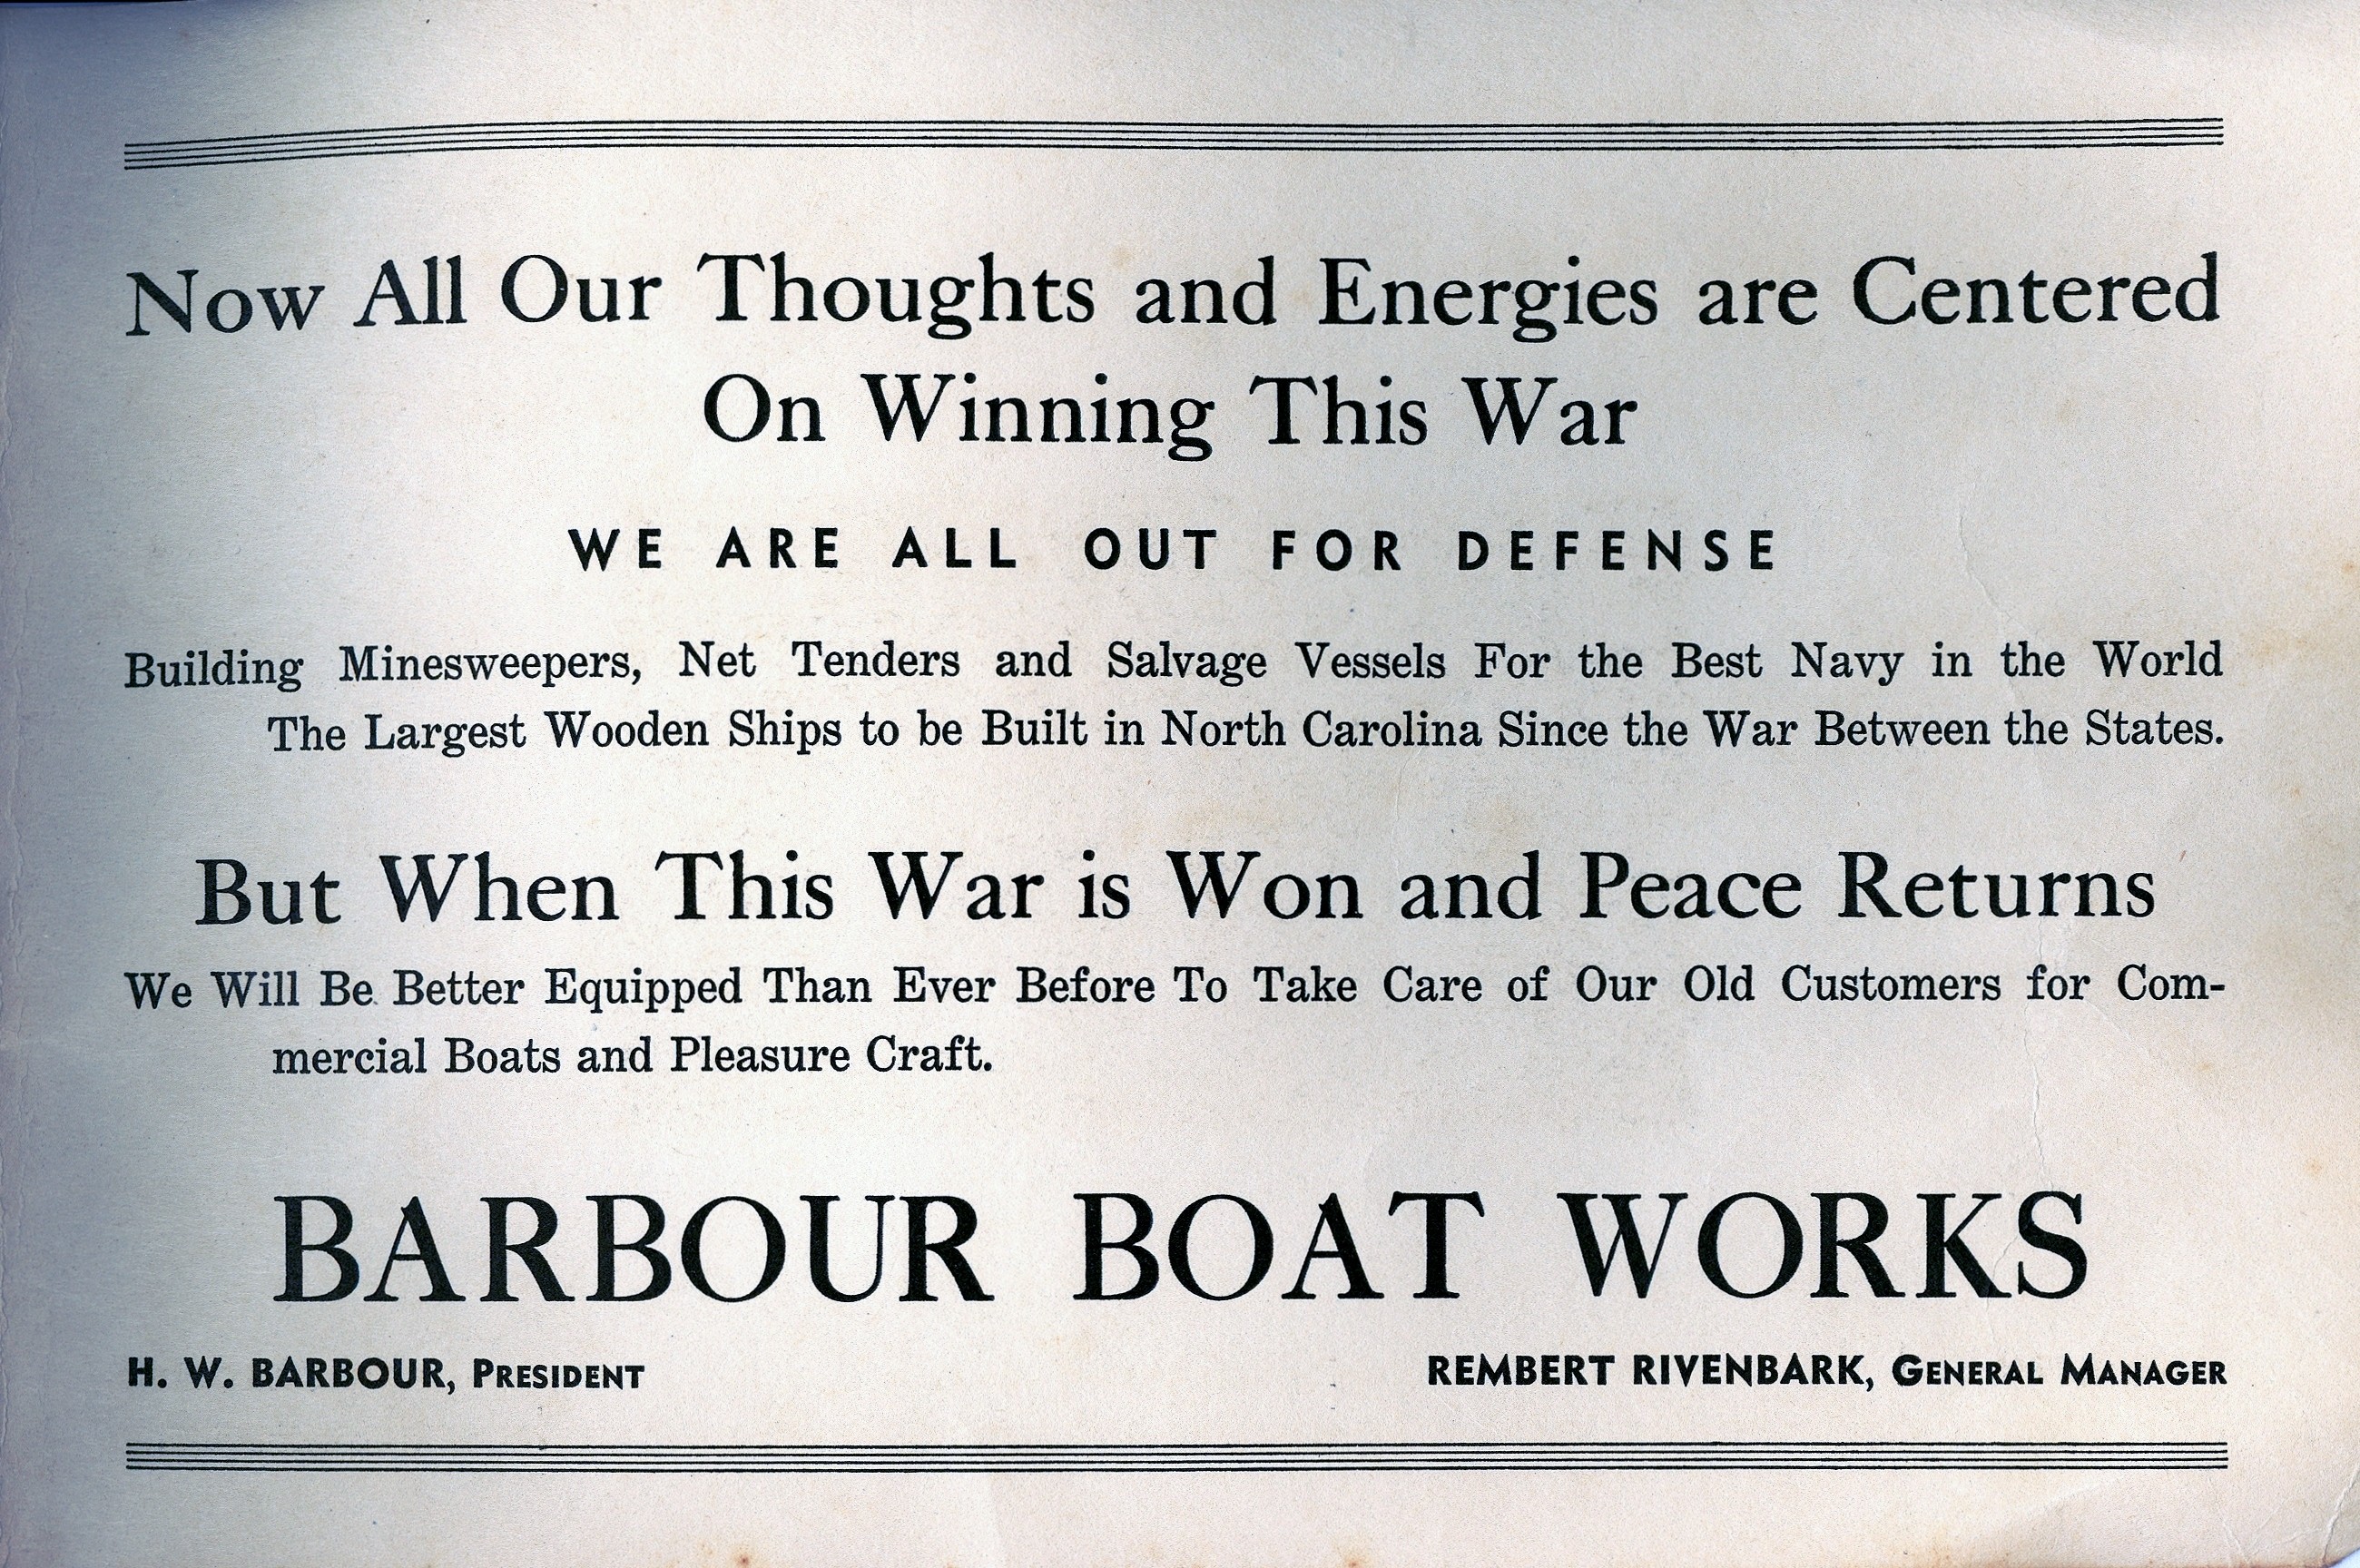 Now All Our Thoughts and Energies are Centered
On Winning This War
WE ARE ALL OUT FOR DEFENSE
Building Minesweepers, Net Tenders and Salvage Vessels For the Best Navy in the World
The Largest Wooden Ships to be Built in North Carolina Since the War Between the States.
But When This War is Won and Peace Returns
We Will Be Better Equipped Than Ever Before To Take Care of Our Old Customers for Com-
mercial Boats and Pleasure Craft.
BARBOUR BOAT WORKS
H. W. BARBOUR, PRESIDENT REMBERT RIVENBARK, GENERAL MANAGER